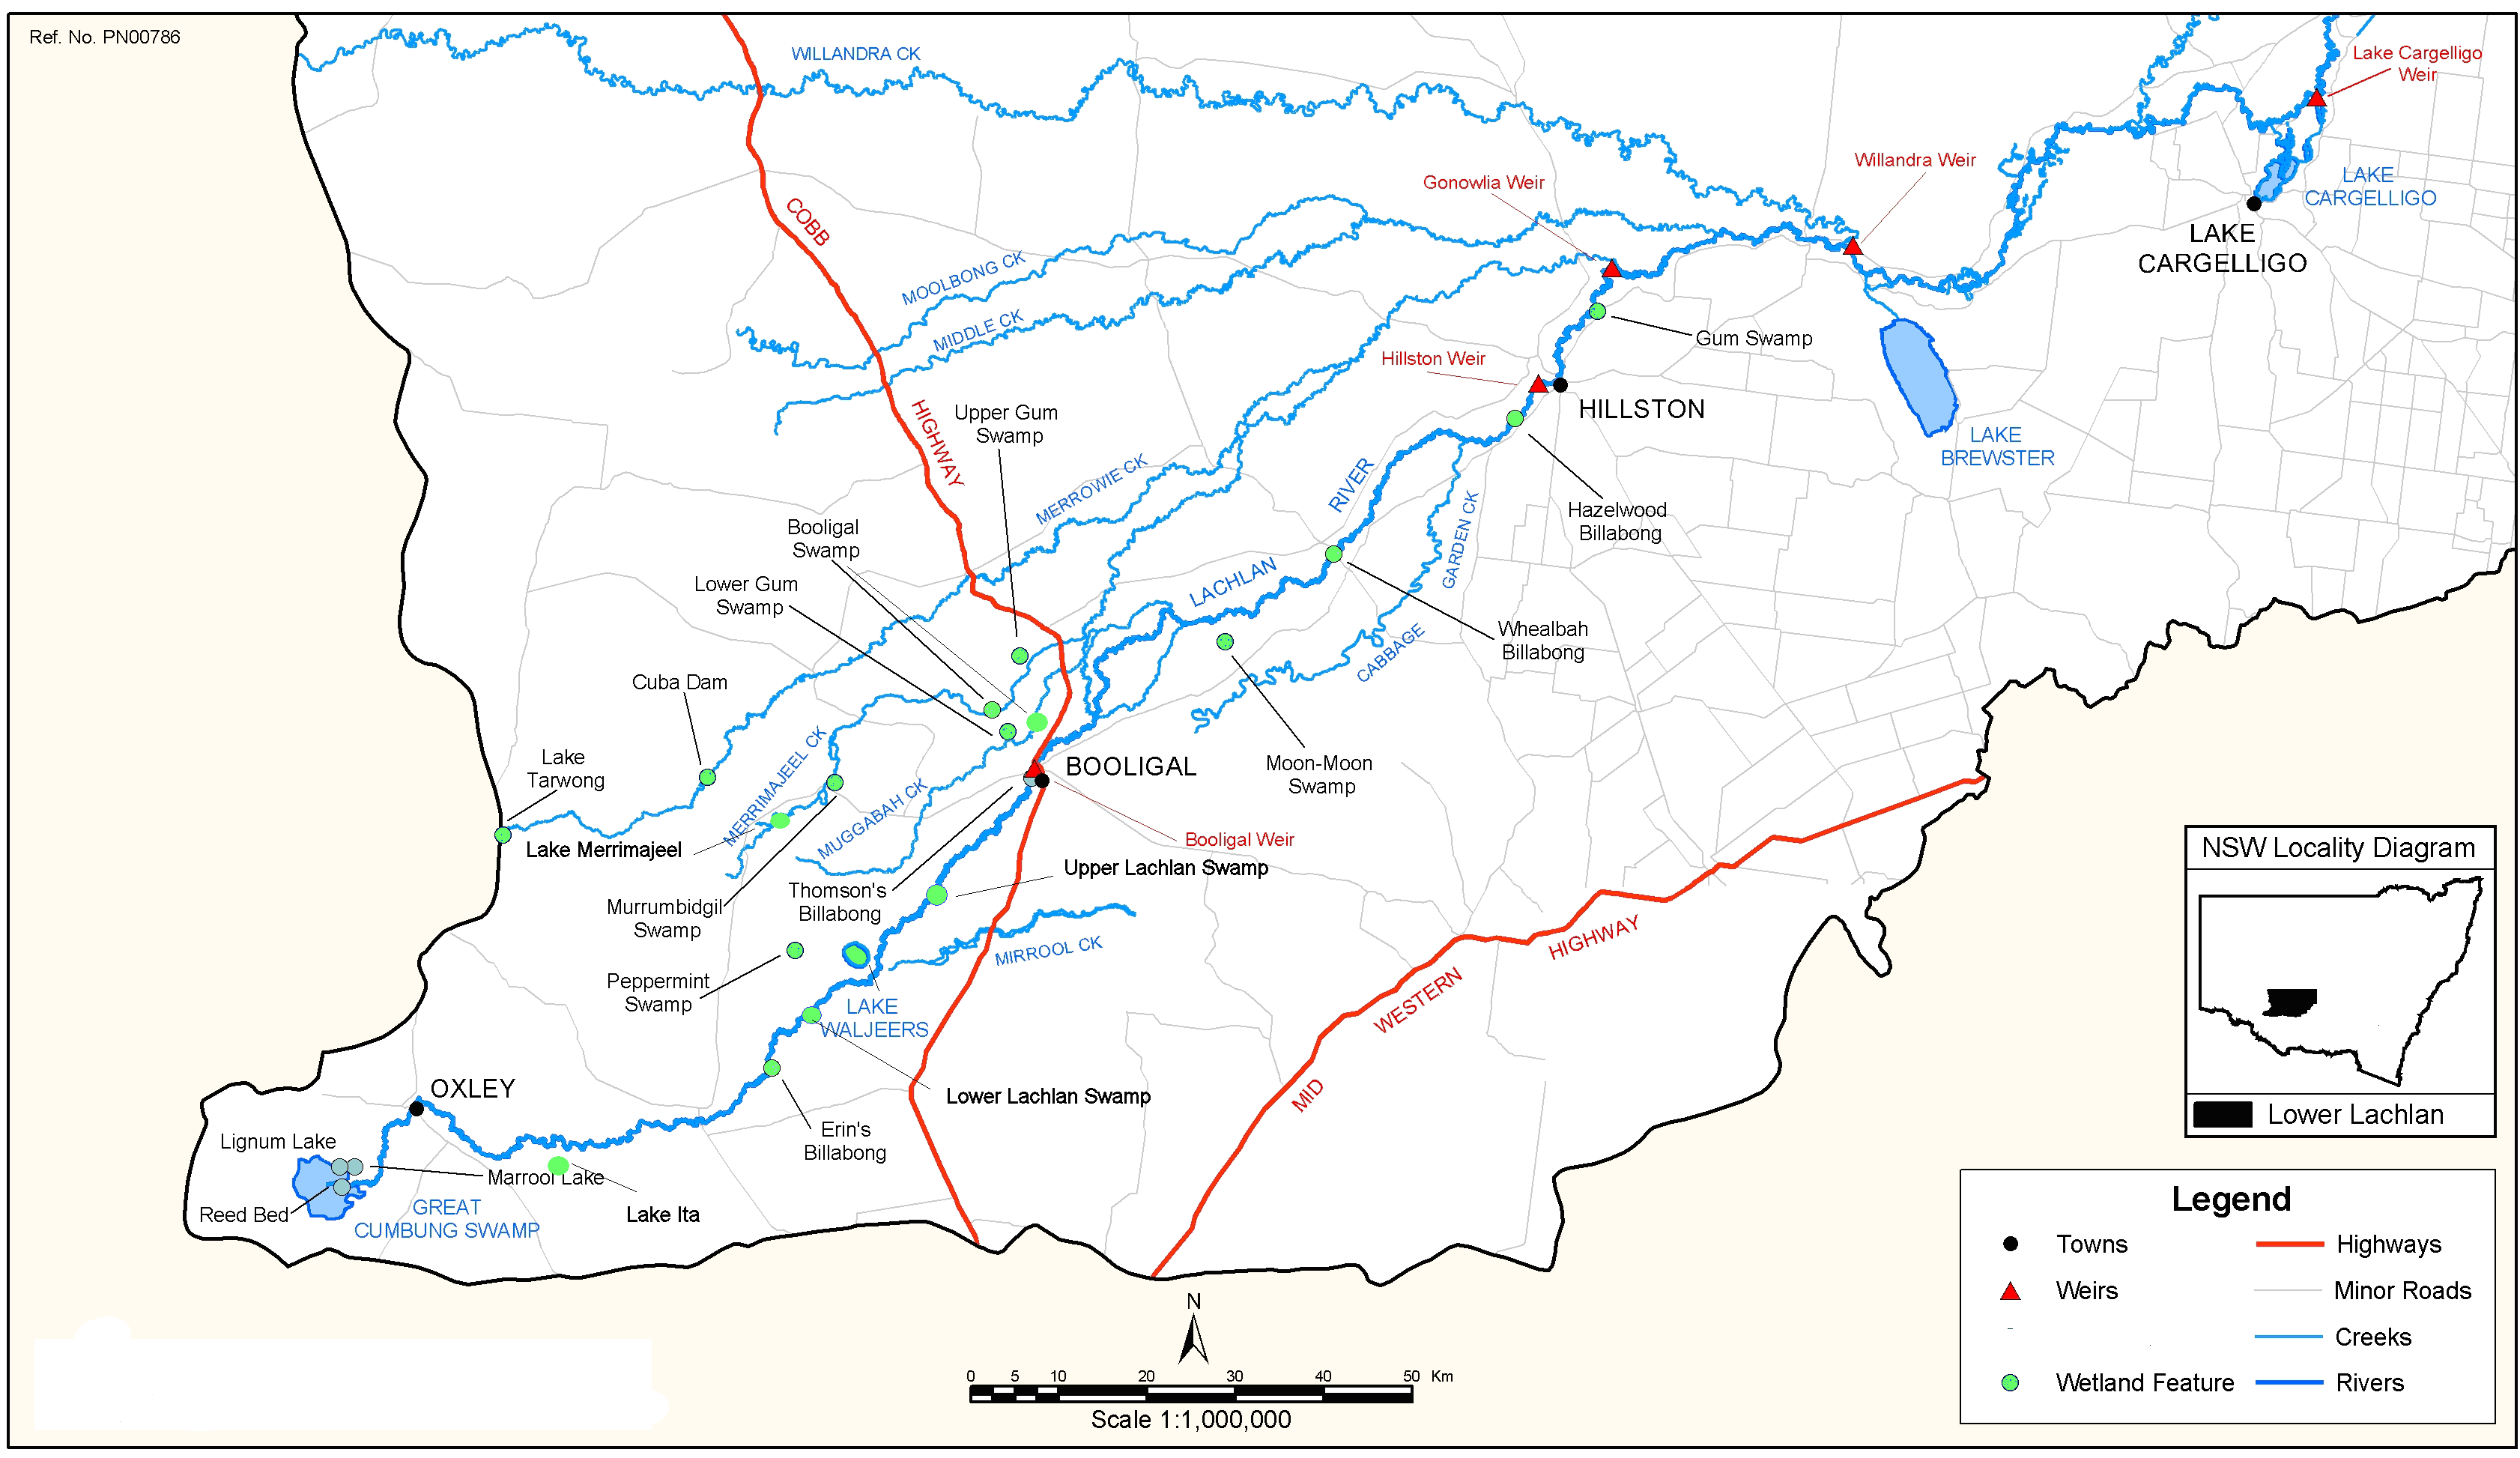 Ref. No. PN00786
WILLANDRA CK
Lake Cargelligo
Weir
Willandra Weir
Gonowlia Weir
LAKE
CARGELLIGO
LAKE
CARGELLIGO
COBB
HIGHWAY
MOOLBONG CK
MIDDLE CK
Gum Swamp
Hillston Weir
HILLSTON
Upper Gum
Swamp
LAKE
BREWSTER
MERROWIE CK
RIVER
LACHLAN
Hazelwood
Billabong
GARDEN CK
CABBAGE
Booligal
Swamp
Lower Gum
Swamp
Whealbah
Billabong
Cuba Dam
Lake
Tarwong
MERRIMAJEEL CK
MUGGABAH CK
BOOLIGAL
Moon-Moon
Swamp
Booligal Weir
Lake Merrimajeel
Upper Lachlan Swamp
Murrumbidgil
Swamp
Thomson's
Billabong
MIRROOL CK
Peppermint
Swamp
LAKE
WALJEERS
MID
WESTERN
HIGHWAY
Lower Lachlan Swamp
OXLEY
Erin's
Billabong
Lignum Lake
Marrool Lake
Reed Bed
GREAT
CUMBUNG SWAMP
Lake Ita
NSW Locality Diagram
Lower Lachlan
Legend
Towns
Highways
Weirs
Minor Roads
Creeks
Wetland Feature
Rivers
N
0 5 10 20 30 40 50 Km
Scale 1:1,000,000